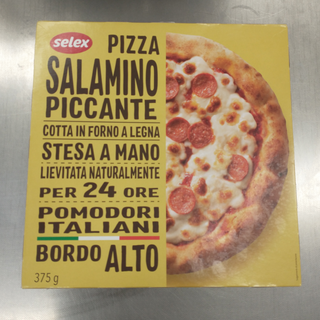 selex
PIZZA
SALAMINO
PICCANTE
COTTA IN FORNO A LEGNA
STESA A MANO
LIEVITATA NATURALMENTE
PER 24 ORE
POMODORI
ITALIANI
BORDO ALTO
375 g